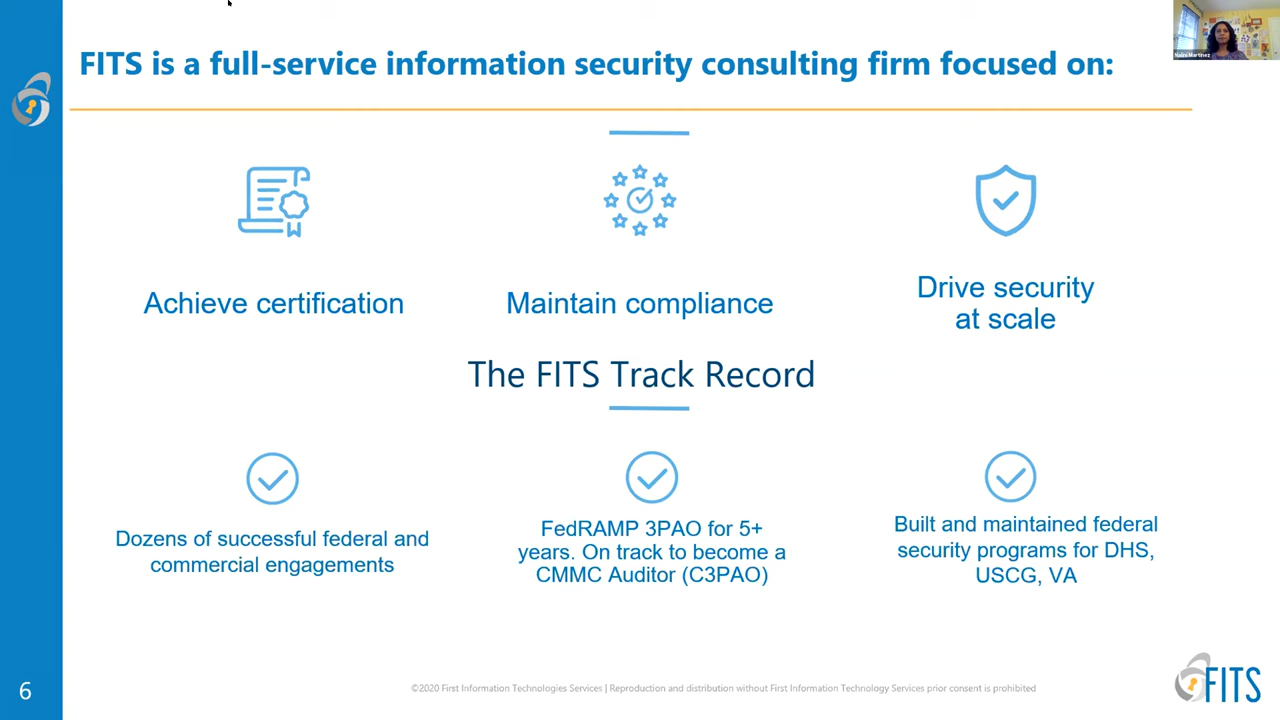 FITS is a full-service information security consulting firm focused on:
Achieve certification
Maintain compliance
Drive security
at scale
The FITS Track Record
Dozens of successful federal and
commercial engagements
FedRAMP 3PAO for 5+
years. On track to become a
CMMC Auditor (C3PAO)
Built and maintained federal
security programs for DHS,
USCG, VA
6
©2020 First Information Technologies Services | Reproduction and distribution without First Information Technology Services prior consent is prohibited
FITS